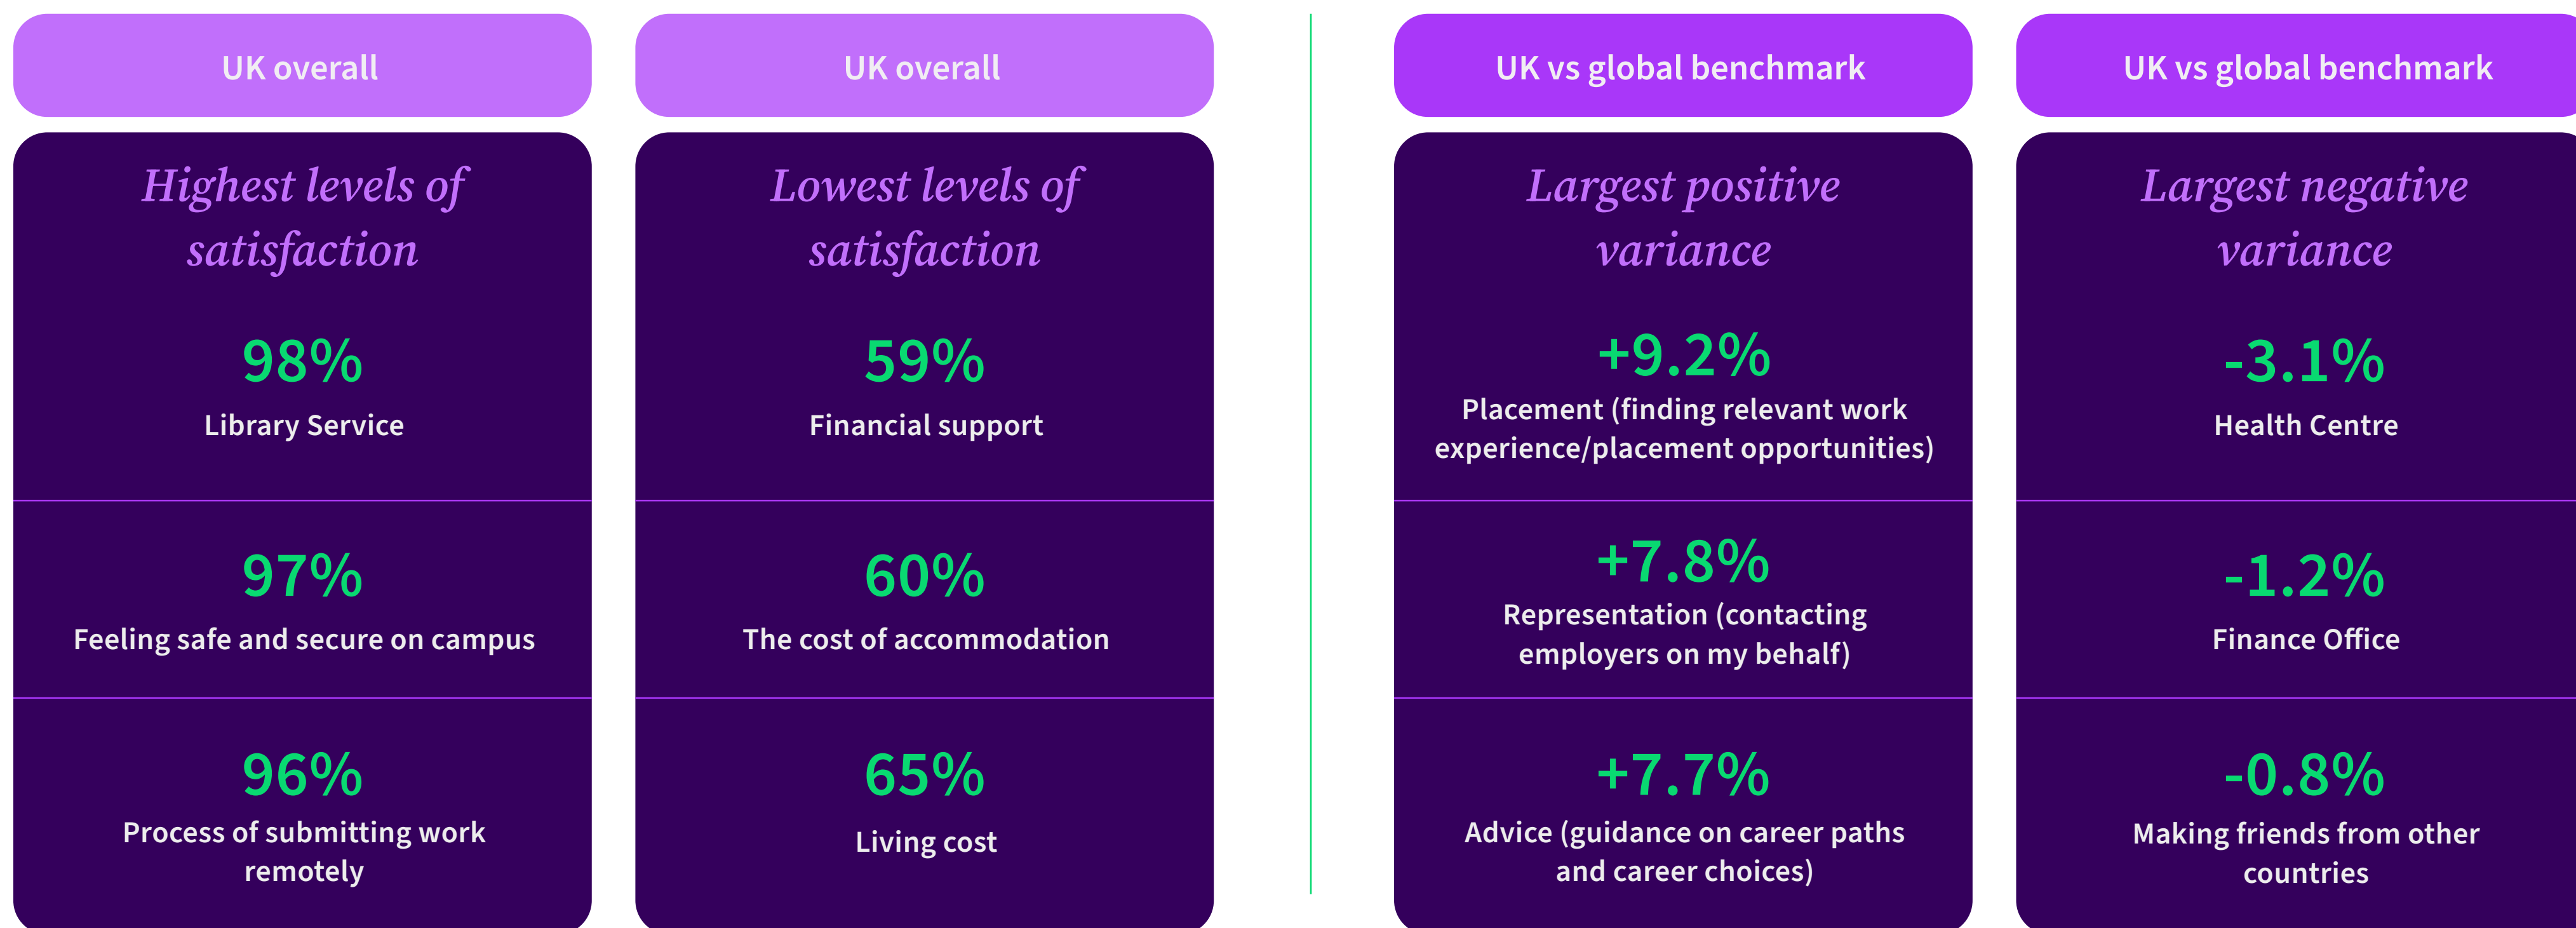 UK overall
Highest levels of
satisfaction
98%
Library Service
97%
Feeling safe and secure on campus
96%
Process of submitting work
remotely
UK overall
Lowest levels of
satisfaction
59%
Financial support
60%
The cost of accommodation
65%
Living cost
UK vs global benchmark
Largest positive
variance
+9.2%
Placement (finding relevant work
experience/placement opportunities)
+7.8%
Representation (contacting
employers on my behalf)
+7.7%
Advice (guidance on career paths
and career choices)
UK vs global benchmark
Largest negative
variance
-3.1%
Health Centre
-1.2%
Finance Office
-0.8%
Making friends from other
countries